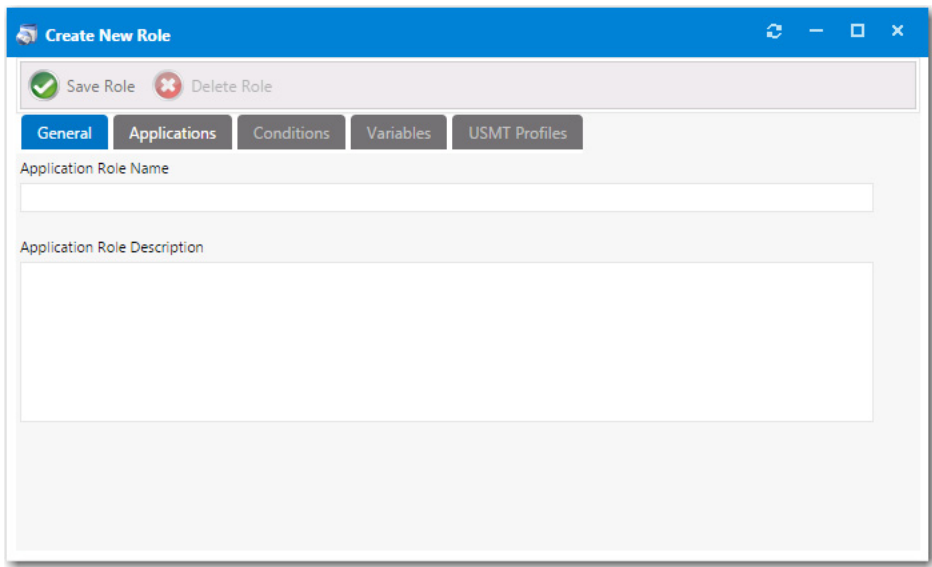 Create New Role
Save Role Delete Role
General Applications Conditions Variables USMT Profiles
Application Role Name
Application Role Description